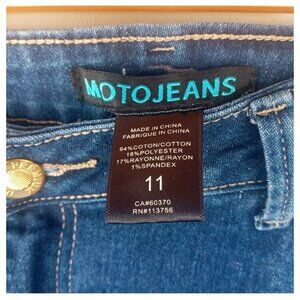 MOTOJEANS
MADE IN CHINA
FABRIQUE IN CHINA
64%COTON/COTTON
18%POLYESTER
17%RAYONNE/RAYON
1%SPANDEX
11
CA#60370
RN#113756